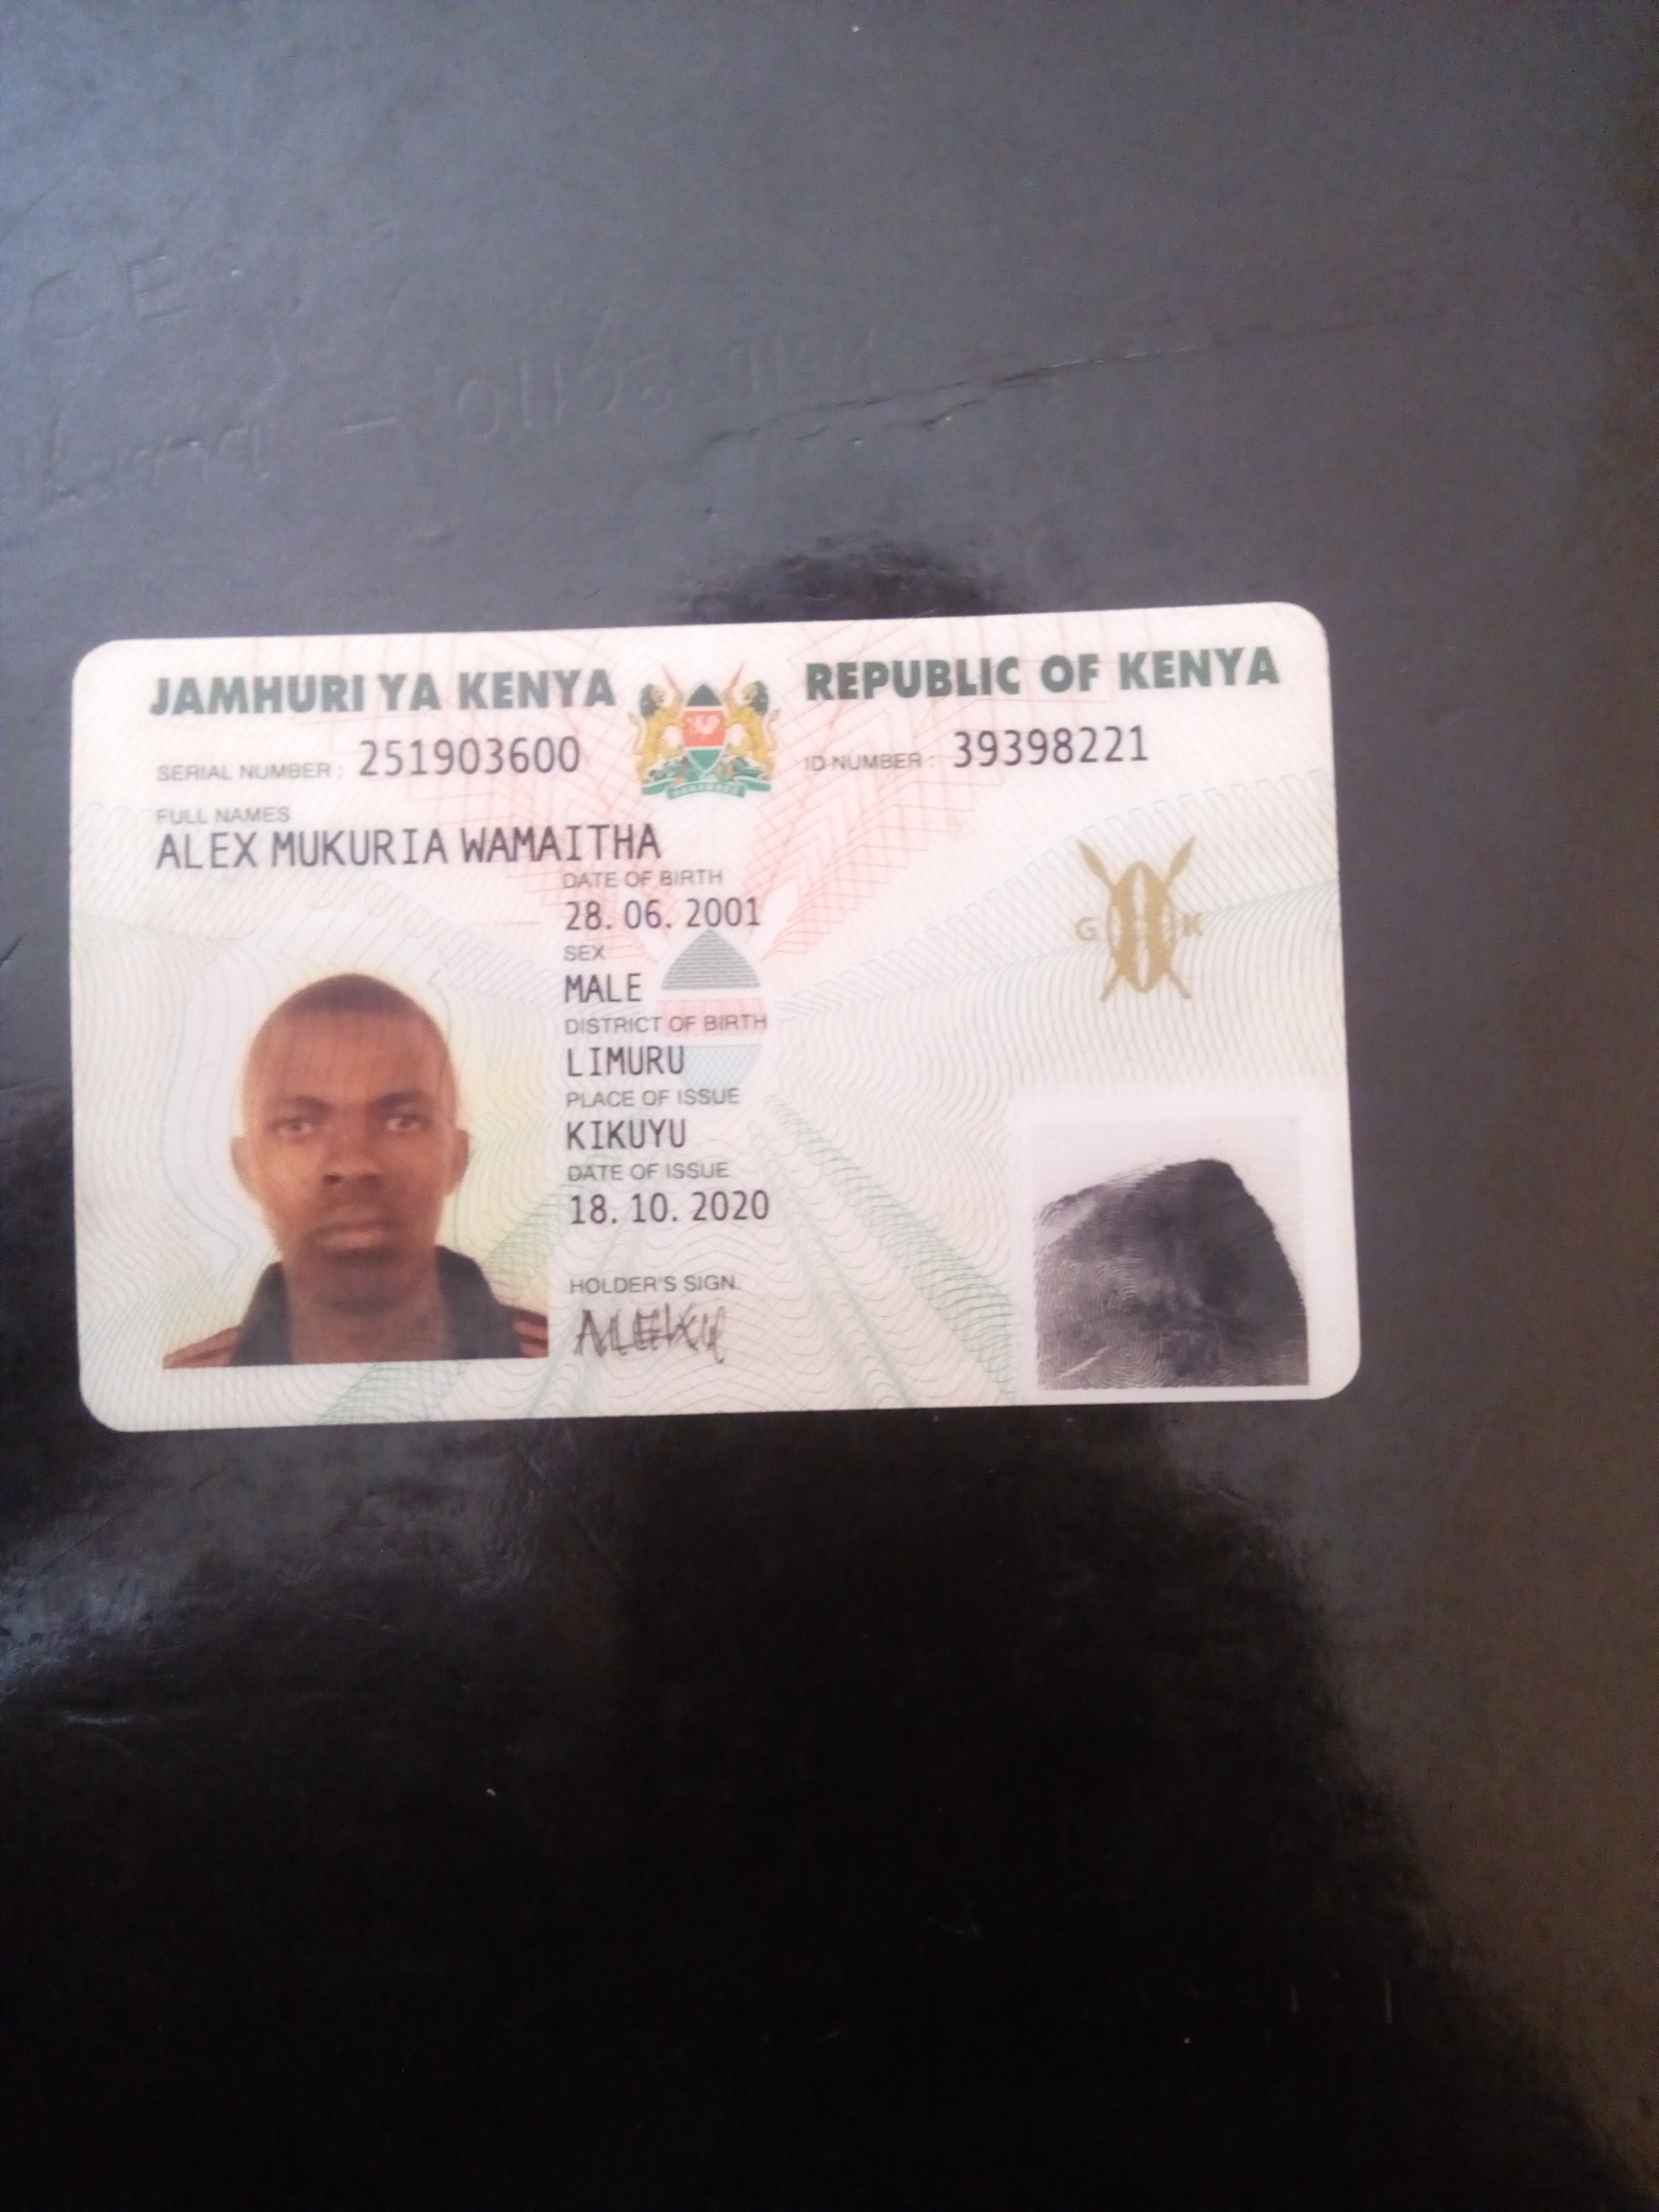 JAMHURI YA KENYA
REPUBLIC OF KENYA
SERIAL NUMBER : 251903600
ID NUMBER : 39398221
FULL NAMES
ALEX MUKURIA WAMAITHA
DATE OF BIRTH
28. 06. 2001
SEX
MALE
DISTRICT OF BIRTH
LIMURU
PLACE OF ISSUE
KIKUYU
DATE OF ISSUE
18. 10. 2020
HOLDER'S SIGN.
G K
HARAMBEE